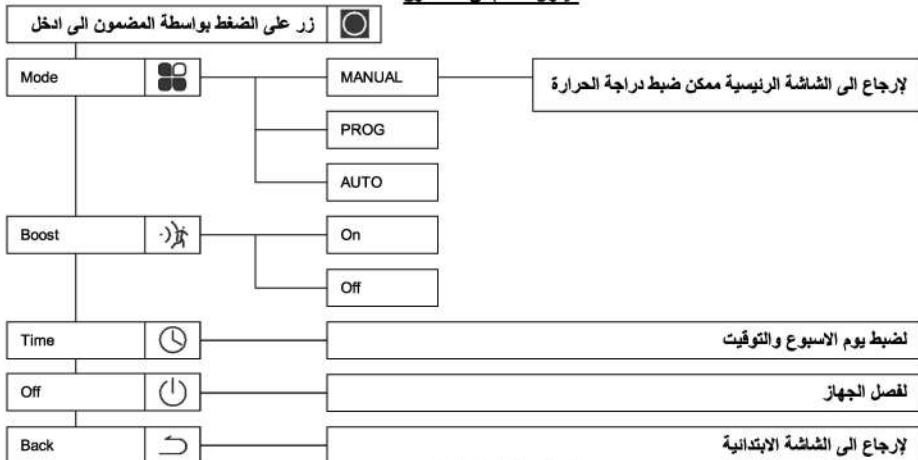 ادخل الى المضمون بواسطة الضغط على زر
Mode
MANUAL
لإرجاع الى الشاشة الرئيسية ممكن ضبط دراجة الحرارة
PROG
AUTO
Boost
On
Off
Time
لضبط يوم الاسبوع والتوقيت
Off
لفصل الجهاز
Back
لإرجاع الى الشاشة الابتدائية